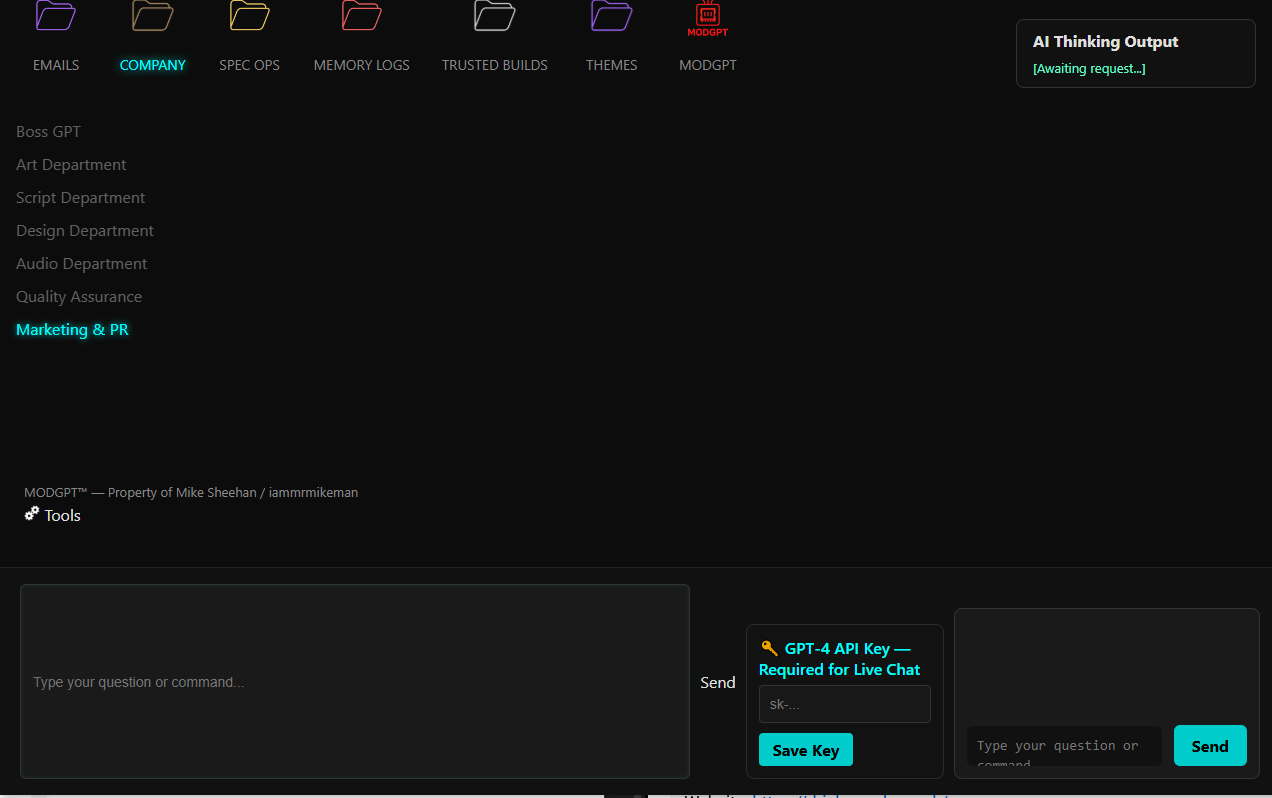 MODGPT
EMAILS
COMPANY
SPEC OPS
MEMORY LOGS
TRUSTED BUILDS
THEMES
MODGPT
AI Thinking Output
[Awaiting request...]
Boss GPT
Art Department
Script Department
Design Department
Audio Department
Quality Assurance
Marketing & PR
MODGPT™ — Property of Mike Sheehan / iammrmikeman
Tools
Type your question or command...
Send
GPT-4 API Key —
Required for Live Chat
sk-...
Save Key
Type your question or
command
Send